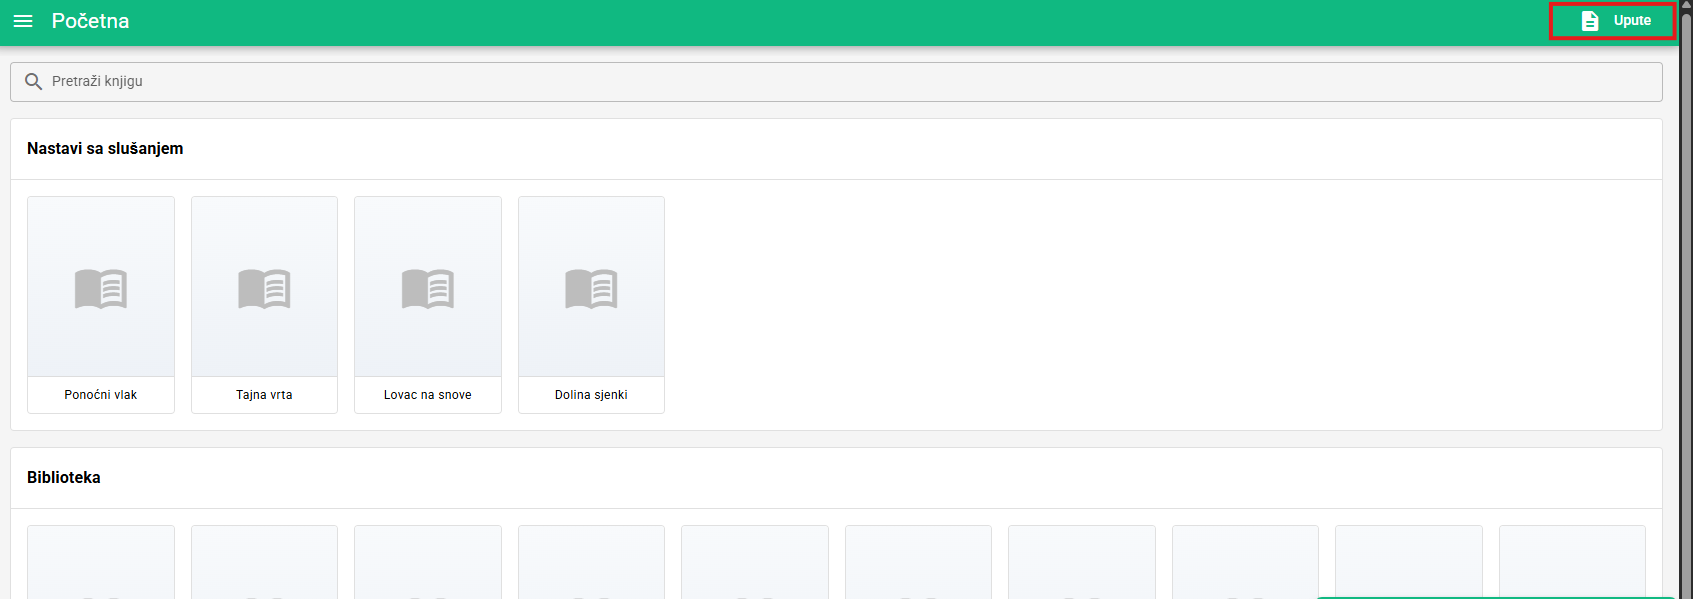 Početna
Upute
Pretraži knjigu
Nastavi sa slušanjem
Ponoćni vlak
Tajna vrta
Lovac na snove
Dolina sjenki
Biblioteka